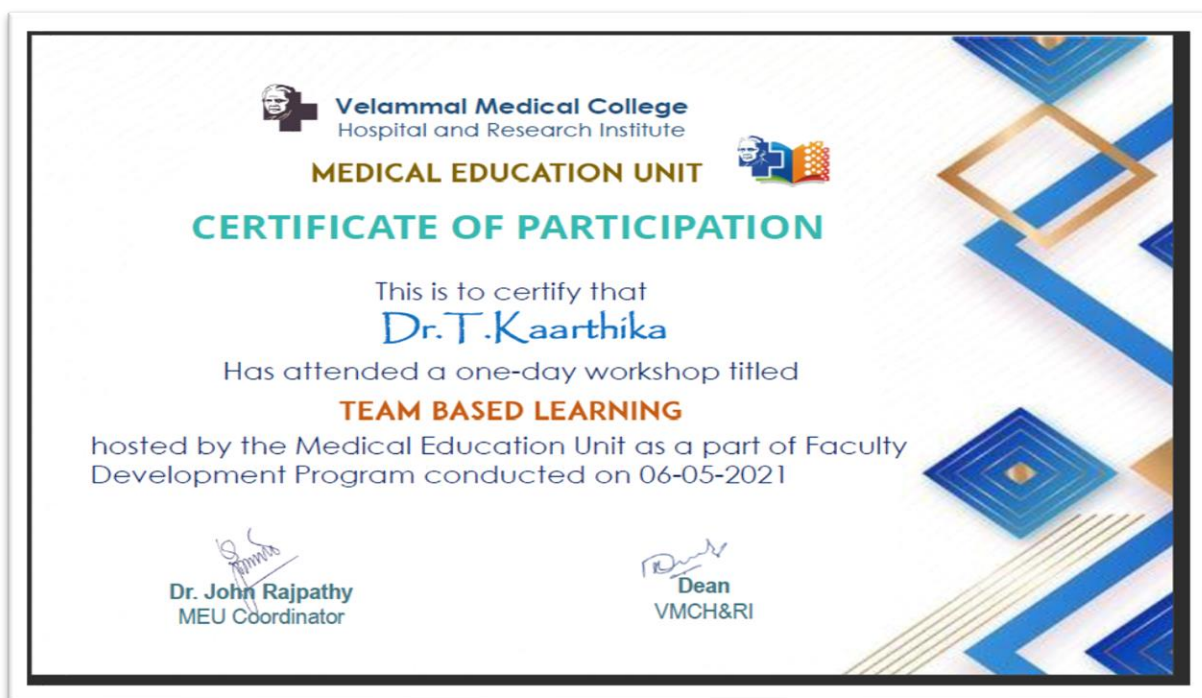 Velammal Medical College
Hospital and Research Institute
MEDICAL EDUCATION UNIT
CERTIFICATE OF PARTICIPATION
This is to certify that
Dr.T.Kaarthika
Has attended a one-day workshop titled
TEAM BASED LEARNING
hosted by the Medical Education Unit as a part of Faculty
Development Program conducted on 06-05-2021
Dr. John Rajpathy
MEU Coordinator
Dean
VMCH&RI